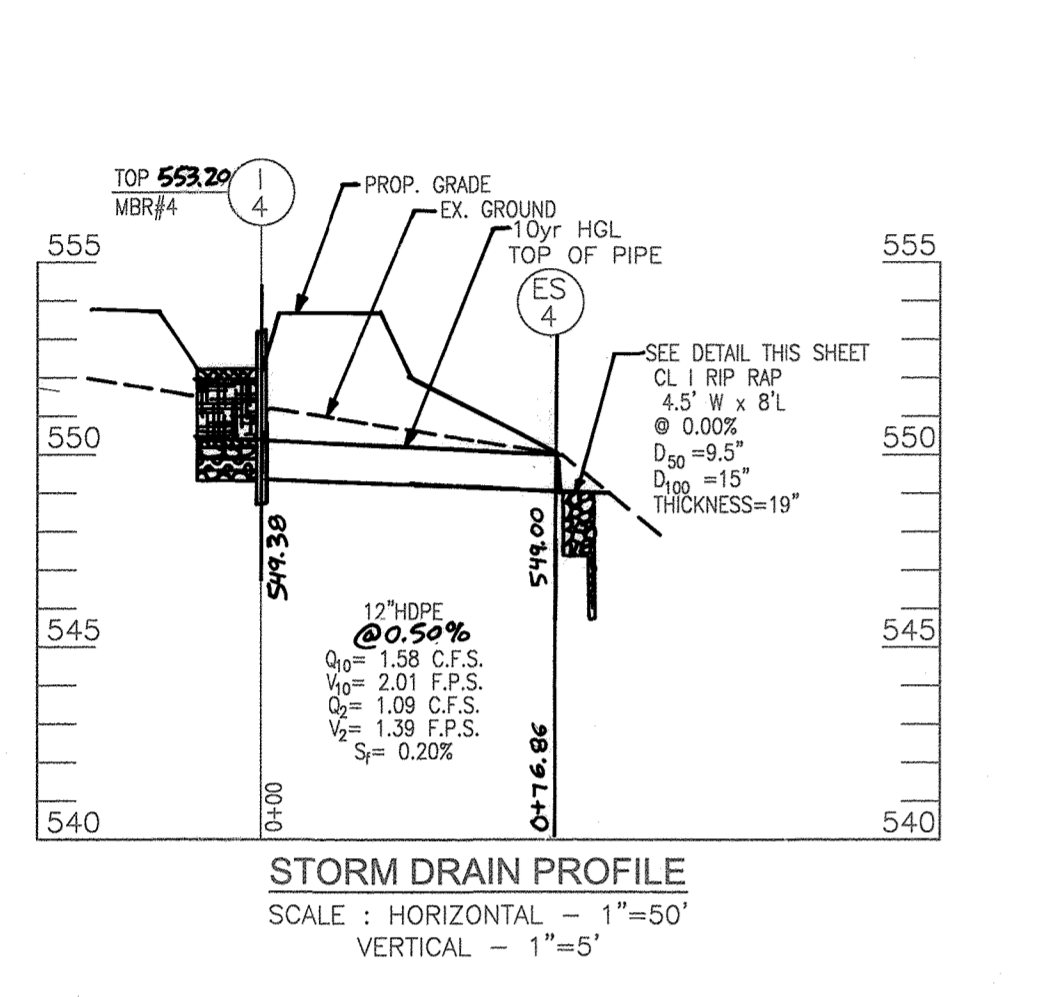 TOP 553.20
MBR#4
I
4
PROP. GRADE
EX. GROUND
10yr HGL
TOP OF PIPE
ES
4
555
555
SEE DETAIL THIS SHEET
CL I RIP RAP
4.5' W x 8'L
@ 0.00%
D50 =9.5"
D100 =15"
THICKNESS=19"
550
550
549.38
549.00
12"HDPE
@0.50%
Q10= 1.58 C.F.S.
V10= 2.01 F.P.S.
Q2= 1.09 C.F.S.
V2= 1.39 F.P.S.
Sf= 0.20%
545
545
0+00
0+76.86
540
540
STORM DRAIN PROFILE
SCALE : HORIZONTAL - 1"=50'
VERTICAL - 1"=5'